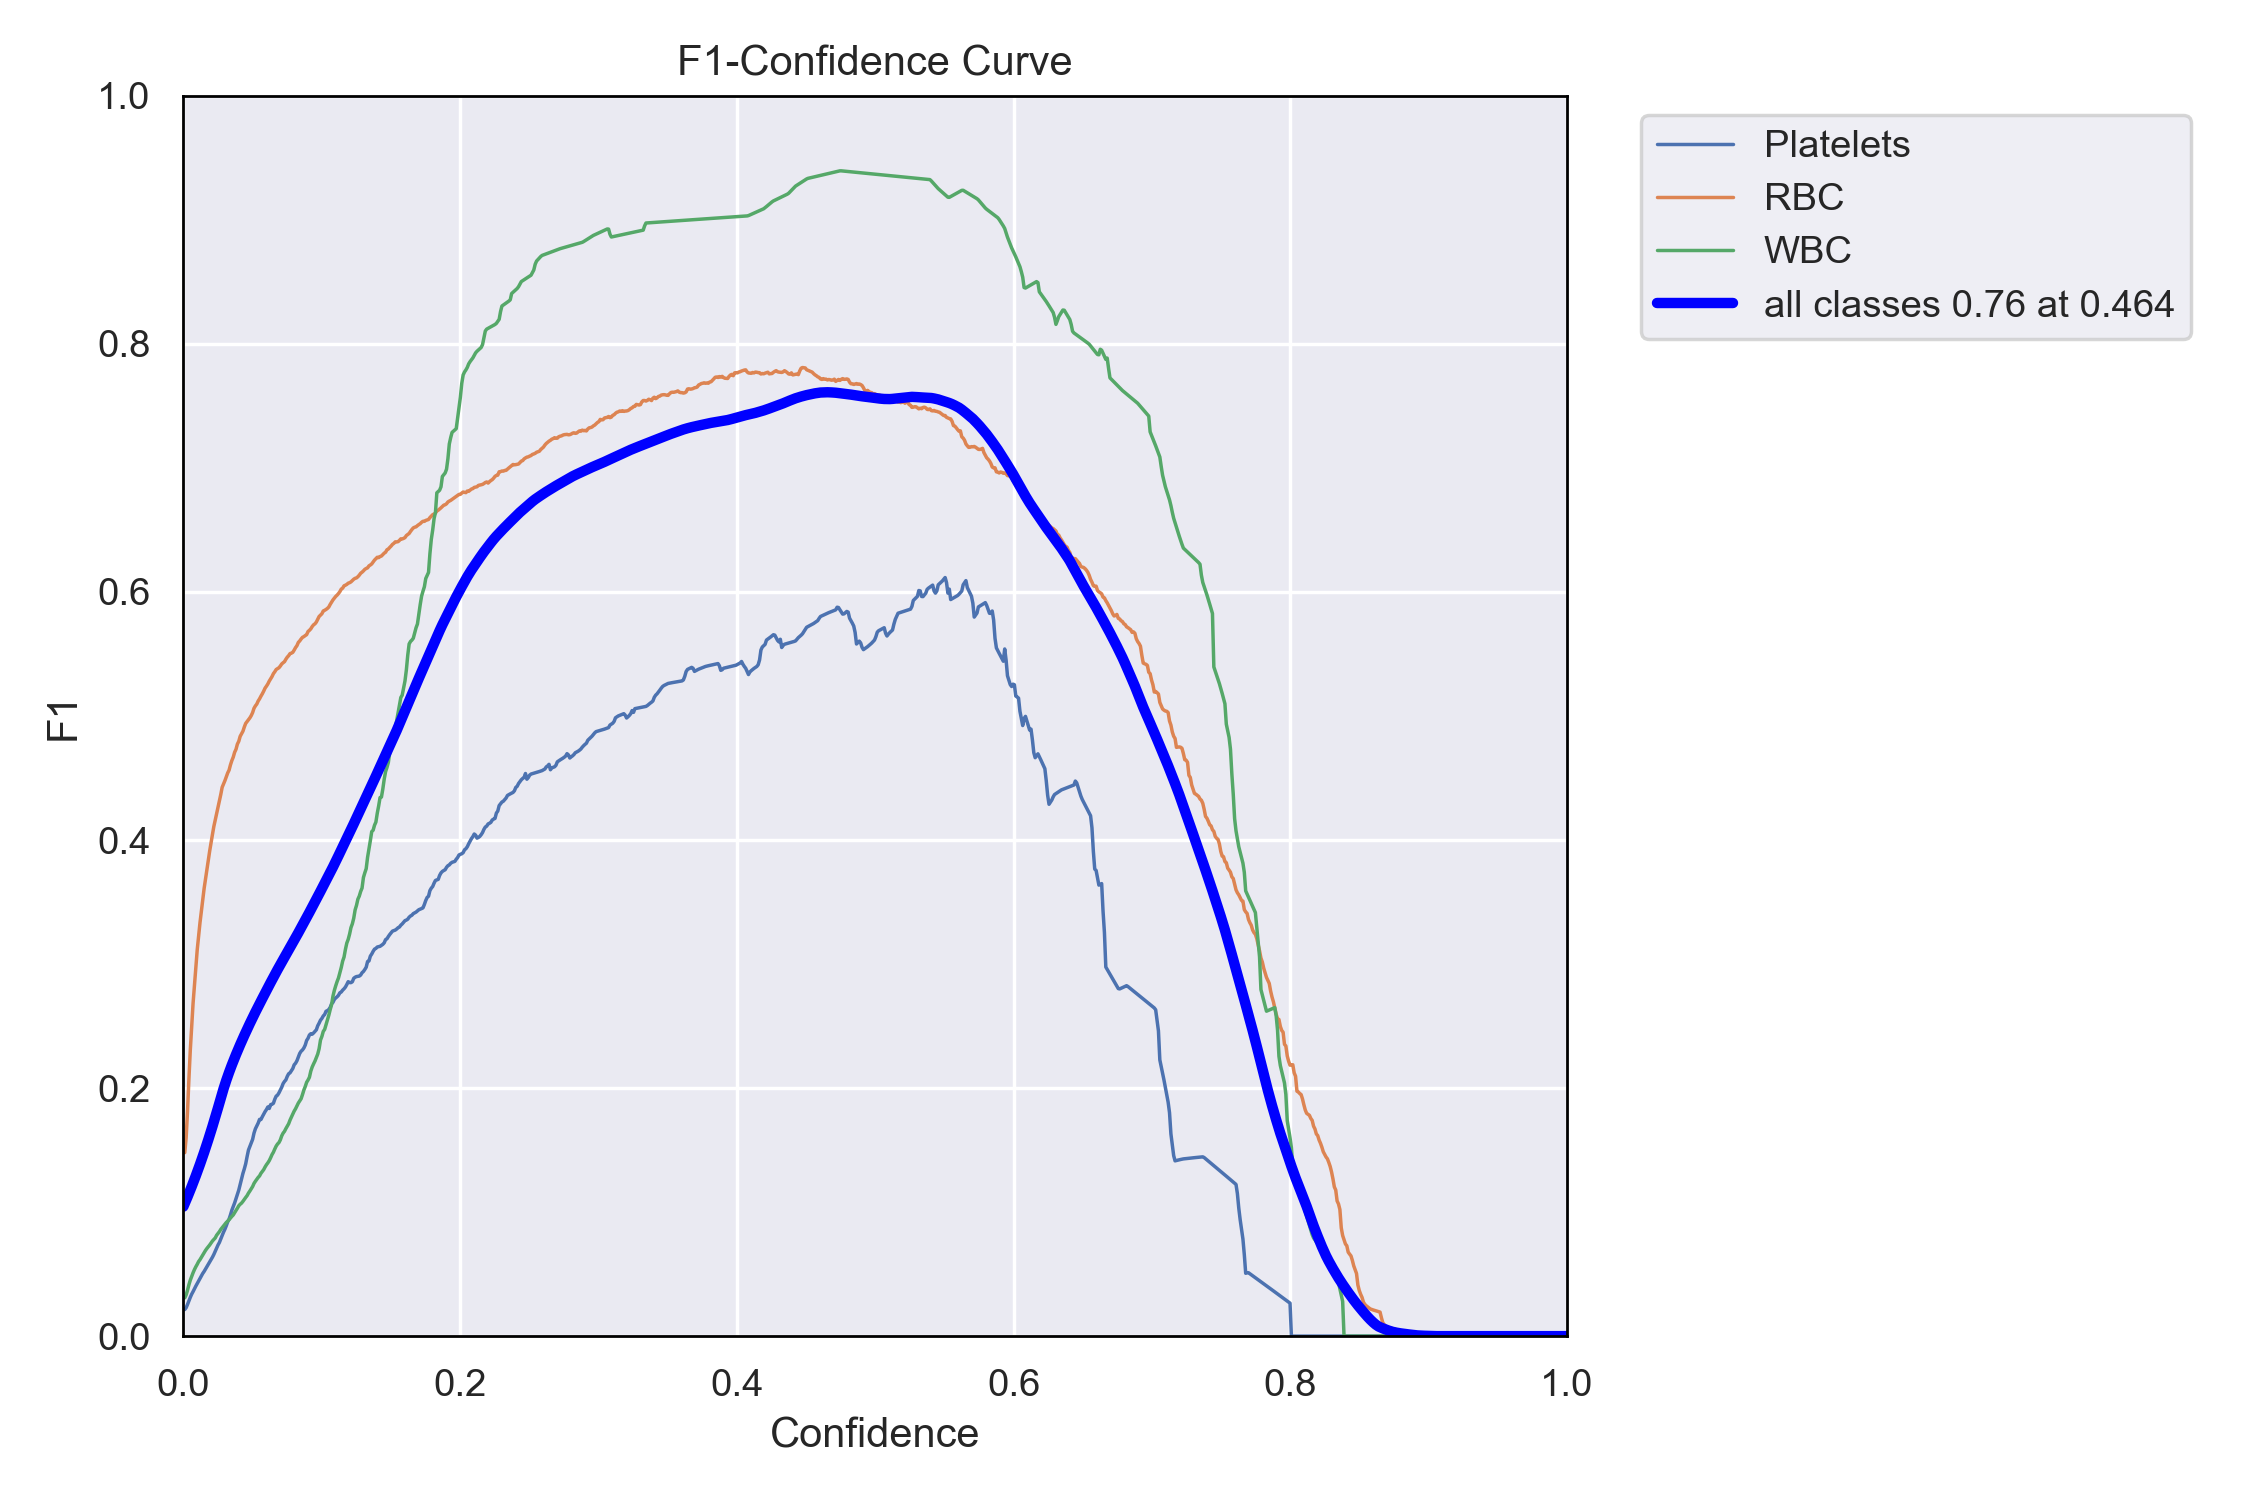 F1-Confidence Curve
1.0
0.8
0.6
0.4
0.2
0.0
F1
0.0 0.2 0.4 0.6 0.8 1.0
Confidence
Platelets
RBC
WBC
all classes 0.76 at 0.464